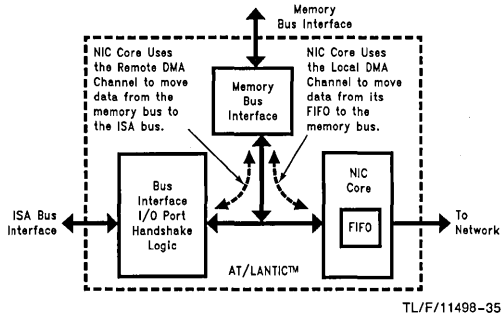 Memory
Bus Interface
NIC Core Uses
the Remote DMA
Channel to move
data from the
memory bus to
the ISA bus.
NIC Core Uses
the Local DMA
Channel to move
data from its
FIFO to the
memory bus.
Memory
Bus
Interface
ISA Bus
Interface
Bus
Interface
I/O Port
Handshake
Logic
NIC
Core
FIFO
To
Network
AT/LANTIC™
TL/F/11498-35